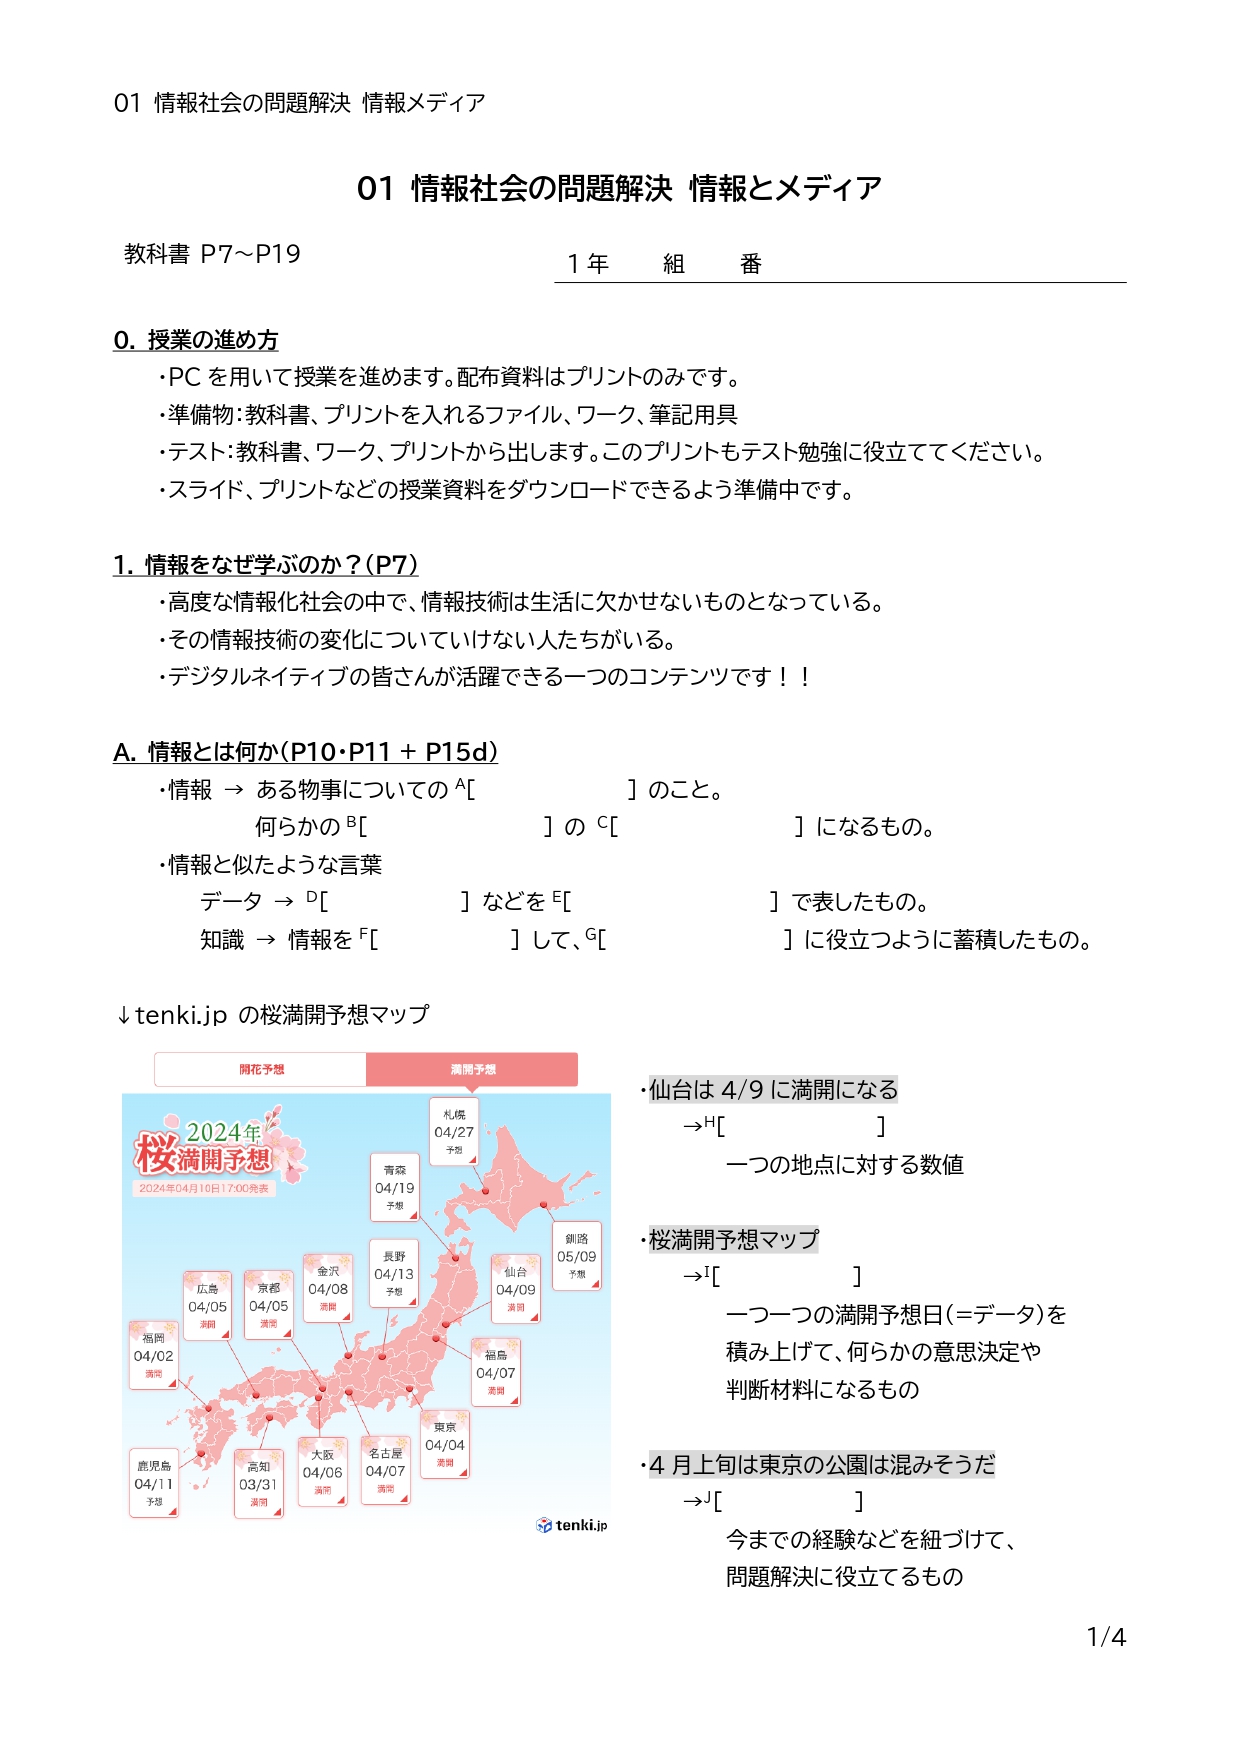 01 情報社会の問題解決 情報メディア
01 情報社会の問題解決 情報とメディア
教科書 P7～P19
1年 組 番
0. 授業の進め方
・PC を用いて授業を進めます。配布資料はプリントのみです。
・準備物：教科書、プリントを入れるファイル、ワーク、筆記用具
・テスト：教科書、ワーク、プリントから出します。このプリントもテスト勉強に役立ててください。
・スライド、プリントなどの授業資料をダウンロードできるよう準備中です。
1. 情報をなぜ学ぶのか？（P7）
・高度な情報化社会の中で、情報技術は生活に欠かせないものとなっている。
・その情報技術の変化についていけない人たちがいる。
・デジタルネイティブの皆さんが活躍できる一つのコンテンツです！！
A. 情報とは何か（P10・P11 + P15d）
・情報 → ある物事についての A[ ] のこと。
何らかの B[ ] の C[ ] になるもの。
・情報と似たような言葉
データ → D[ ] などを E[ ] で表したもの。
知識 → 情報を F[ ] して、G[ ] に役立つように蓄積したもの。
↓tenki.jp の桜満開予想マップ
開花予想 満開予想
2024年
桜満開予想
2024年04月10日17:00発表
札幌
04/27
予想
青森
04/19
予想
釧路
05/09
予想
長野
04/13
予想
金沢
04/08
満開
仙台
04/09
満開
広島
04/05
満開
京都
04/05
満開
福岡
04/02
満開
福島
04/07
満開
東京
04/04
満開
名古屋
04/07
満開
大阪
04/06
満開
高知
03/31
満開
鹿児島
04/11
予想
tenki.jp
・仙台は 4/9 に満開になる
→H[ ]
一つの地点に対する数値
・桜満開予想マップ
→I[ ]
一つ一つの満開予想日（=データ）を
積み上げて、何らかの意思決定や
判断材料になるもの
・4 月上旬は東京の公園は混みそうだ
→J[ ]
今までの経験などを紐づけて、
問題解決に役立てるもの
1/4